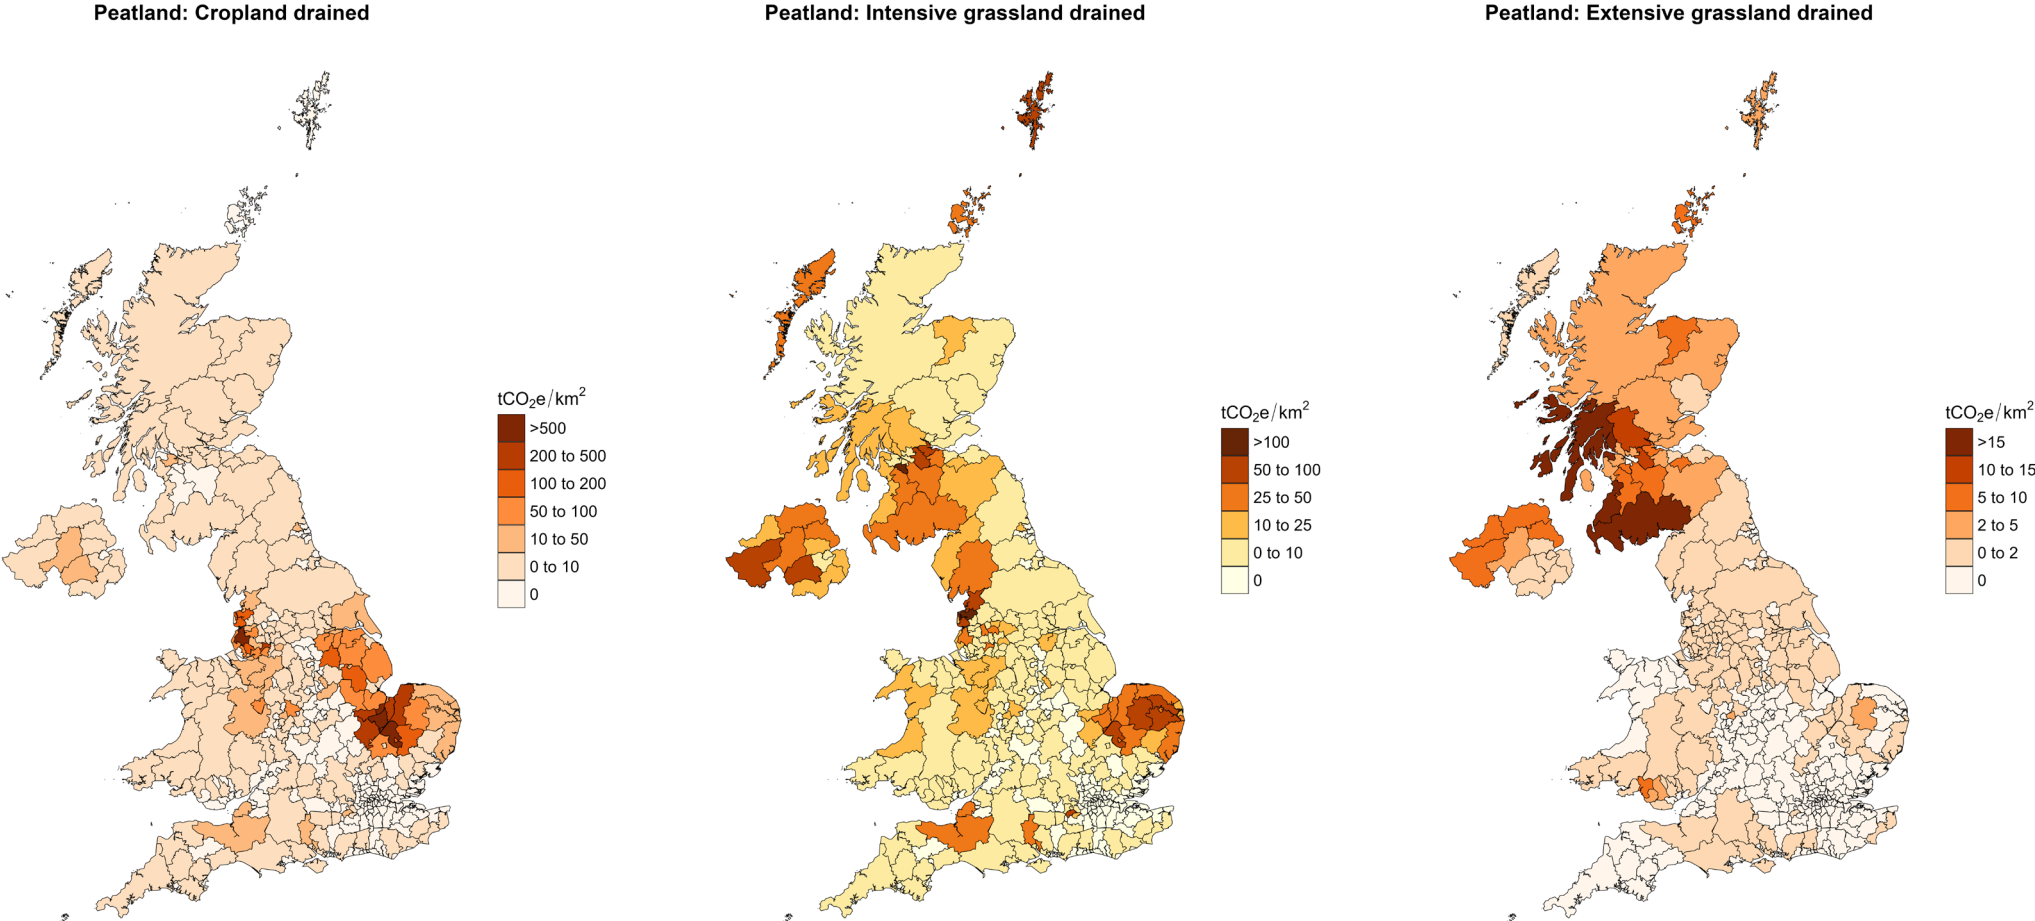 Peatland: Cropland drained
Peatland: Intensive grassland drained
Peatland: Extensive grassland drained
tCO₂e/km²
>500
200 to 500
100 to 200
50 to 100
10 to 50
0 to 10
0
tCO₂e/km²
>100
50 to 100
25 to 50
10 to 25
0 to 10
0
tCO₂e/km²
>15
10 to 15
5 to 10
2 to 5
0 to 2
0